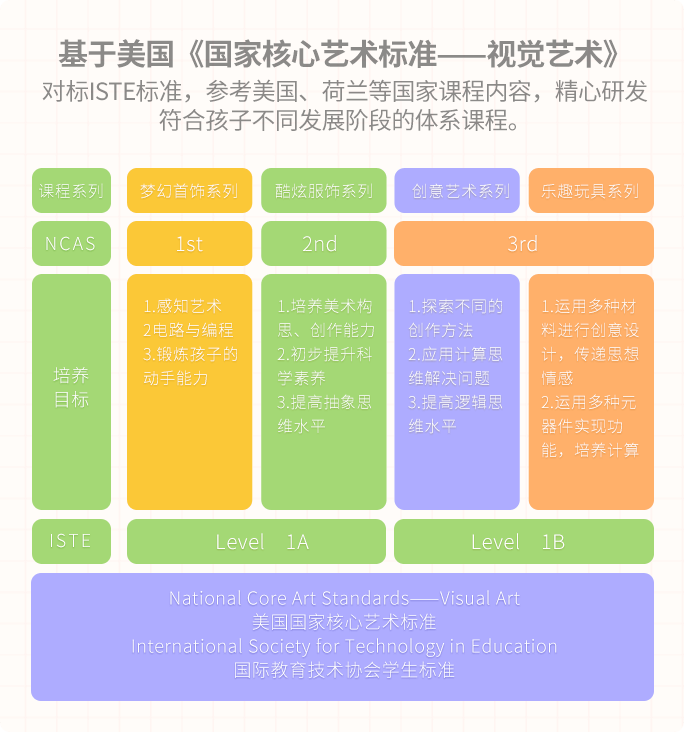 基于美国《国家核心艺术标准——视觉艺术》
对标ISTE标准，参考美国、荷兰等国家课程内容，精心研发
符合孩子不同发展阶段的体系课程。
课程系列
梦幻首饰系列
酷炫服饰系列
创意艺术系列
乐趣玩具系列
NCAS
1st
2nd
3rd
培养
目标
1.感知艺术
2电路与编程
3.锻炼孩子的
动手能力
1.培养美术构
思、创作能力
2.初步提升科
学素养
3.提高抽象思
维水平
1.探索不同的
创作方法
2.应用计算思
维解决问题
3.提高逻辑思
维水平
1.运用多种材
料进行创意设
计，传递思想
情感
2.运用多种元
器件实现功
能，培养计算
ISTE
Level 1A
Level 1B
National Core Art Standards——Visual Art
美国国家核心艺术标准
International Society for Technology in Education
国际教育技术协会学生标准